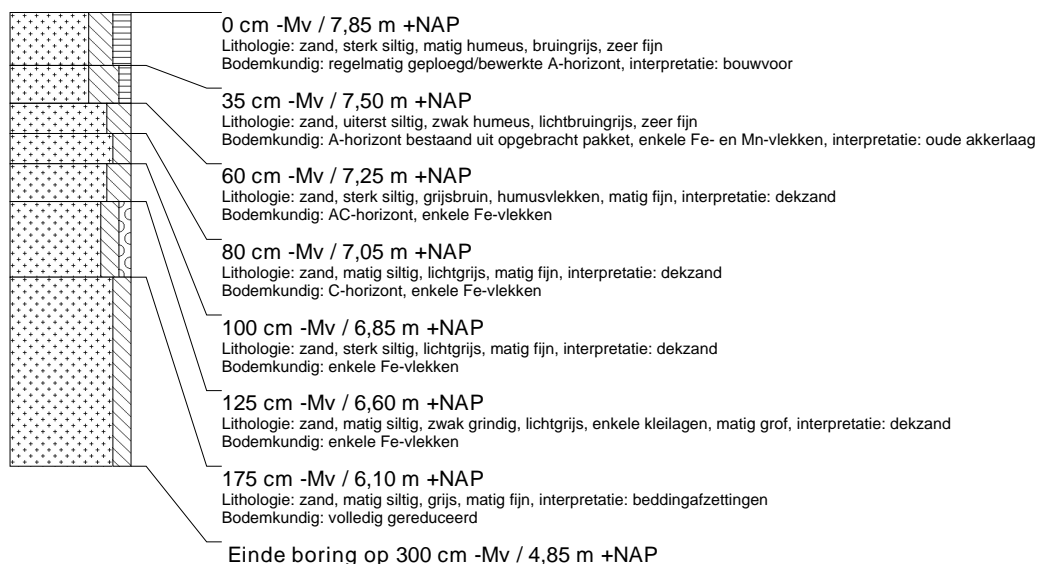 0 cm -Mv / 7,85 m +NAP
Lithologie: zand, sterk siltig, matig humeus, bruingrijs, zeer fijn
Bodemkundig: regelmatig geploegd/bewerkte A-horizont, interpretatie: bouwvoor
35 cm -Mv / 7,50 m +NAP
Lithologie: zand, uiterst siltig, zwak humeus, lichtbruingrijs, zeer fijn
Bodemkundig: A-horizont bestaand uit opgebracht pakket, enkele Fe- en Mn-vlekken, interpretatie: oude akkerlaag
60 cm -Mv / 7,25 m +NAP
Lithologie: zand, sterk siltig, grijsbruin, humusvlekken, matig fijn, interpretatie: dekzand
Bodemkundig: AC-horizont, enkele Fe-vlekken
80 cm -Mv / 7,05 m +NAP
Lithologie: zand, matig siltig, lichtgrijs, matig fijn, interpretatie: dekzand
Bodemkundig: C-horizont, enkele Fe-vlekken
100 cm -Mv / 6,85 m +NAP
Lithologie: zand, sterk siltig, lichtgrijs, matig fijn, interpretatie: dekzand
Bodemkundig: enkele Fe-vlekken
125 cm -Mv / 6,60 m +NAP
Lithologie: zand, matig siltig, zwak grindig, lichtgrijs, enkele kleilagen, matig grof, interpretatie: dekzand
Bodemkundig: enkele Fe-vlekken
175 cm -Mv / 6,10 m +NAP
Lithologie: zand, matig siltig, grijs, matig fijn, interpretatie: beddingafzettingen
Bodemkundig: volledig gereduceerd
Einde boring op 300 cm -Mv / 4,85 m +NAP